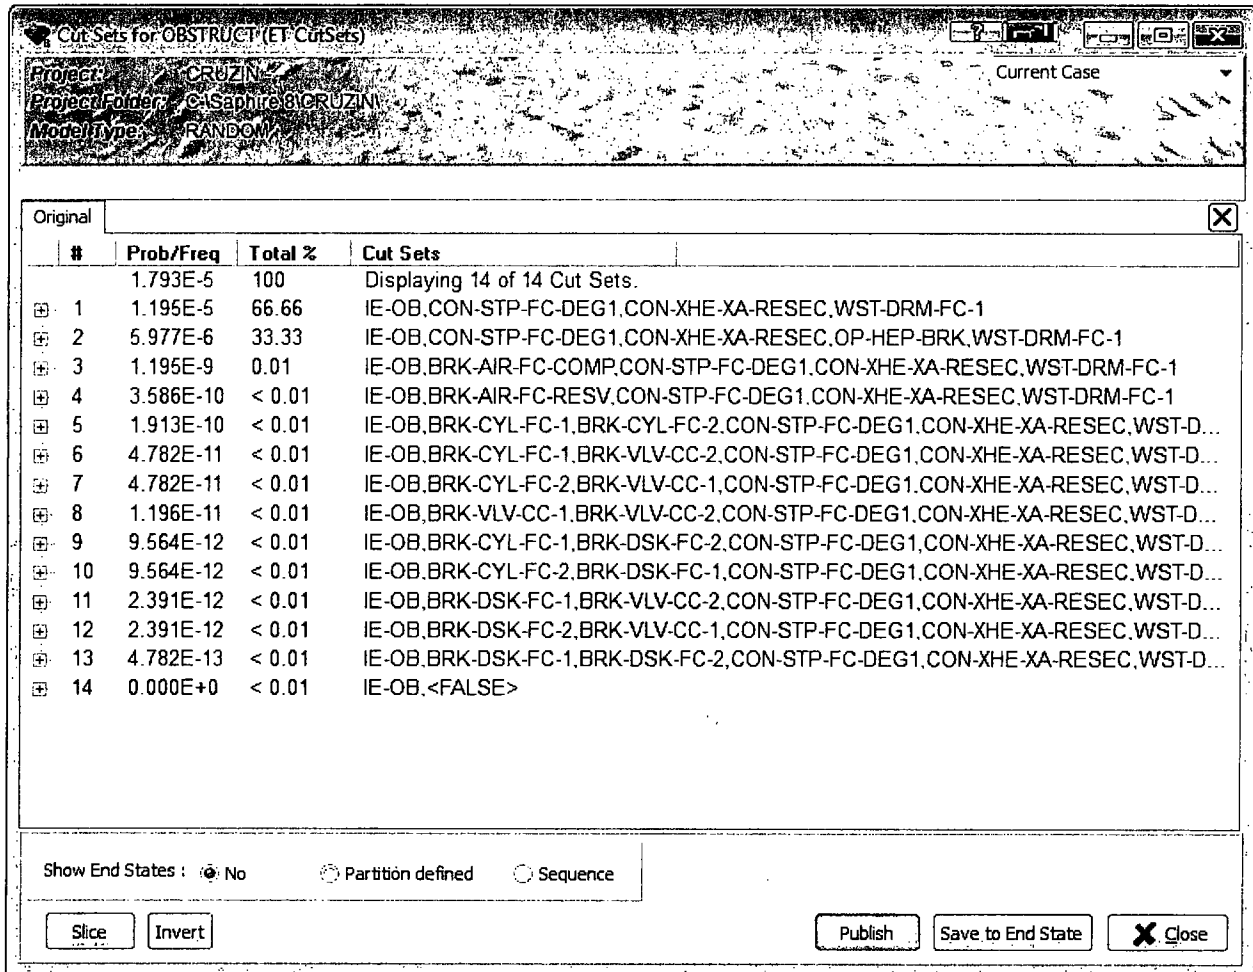 Cut Sets for OBSTRUCT (ET CutSets)
Project: CRUZIN
Current Case
Project Folder: C:\Saphire 8\CRUZIN\
Model Type: RANDOM
Original
# Prob/Freq Total % Cut Sets
1.793E-5 100 Displaying 14 of 14 Cut Sets.
1 1.195E-5 66.66 IE-OB,CON-STP-FC-DEG1,CON-XHE-XA-RESEC,WST-DRM-FC-1
2 5.977E-6 33.33 IE-OB,CON-STP-FC-DEG1,CON-XHE-XA-RESEC,OP-HEP-BRK,WST-DRM-FC-1
3 1.195E-9 0.01 IE-OB,BRK-AIR-FC-COMP,CON-STP-FC-DEG1,CON-XHE-XA-RESEC,WST-DRM-FC-1
4 3.586E-10 < 0.01 IE-OB,BRK-AIR-FC-RESV,CON-STP-FC-DEG1,CON-XHE-XA-RESEC,WST-DRM-FC-1
5 1.913E-10 < 0.01 IE-OB,BRK-CYL-FC-1,BRK-CYL-FC-2,CON-STP-FC-DEG1,CON-XHE-XA-RESEC,WST-D...
6 4.782E-11 < 0.01 IE-OB,BRK-CYL-FC-1,BRK-VLV-CC-2,CON-STP-FC-DEG1,CON-XHE-XA-RESEC,WST-D...
7 4.782E-11 < 0.01 IE-OB,BRK-CYL-FC-2,BRK-VLV-CC-1,CON-STP-FC-DEG1,CON-XHE-XA-RESEC,WST-D...
8 1.196E-11 < 0.01 IE-OB,BRK-VLV-CC-1,BRK-VLV-CC-2,CON-STP-FC-DEG1,CON-XHE-XA-RESEC,WST-D...
9 9.564E-12 < 0.01 IE-OB,BRK-CYL-FC-1,BRK-DSK-FC-2,CON-STP-FC-DEG1,CON-XHE-XA-RESEC,WST-D...
10 9.564E-12 < 0.01 IE-OB,BRK-CYL-FC-2,BRK-DSK-FC-1,CON-STP-FC-DEG1,CON-XHE-XA-RESEC,WST-D...
11 2.391E-12 < 0.01 IE-OB,BRK-DSK-FC-1,BRK-VLV-CC-2,CON-STP-FC-DEG1,CON-XHE-XA-RESEC,WST-D...
12 2.391E-12 < 0.01 IE-OB,BRK-DSK-FC-2,BRK-VLV-CC-1,CON-STP-FC-DEG1,CON-XHE-XA-RESEC,WST-D...
13 4.782E-13 < 0.01 IE-OB,BRK-DSK-FC-1,BRK-DSK-FC-2,CON-STP-FC-DEG1,CON-XHE-XA-RESEC,WST-D...
14 0.000E+0 < 0.01 IE-OB,<FALSE>
Show End States : No Partition defined Sequence
Slice Invert Publish Save to End State Close